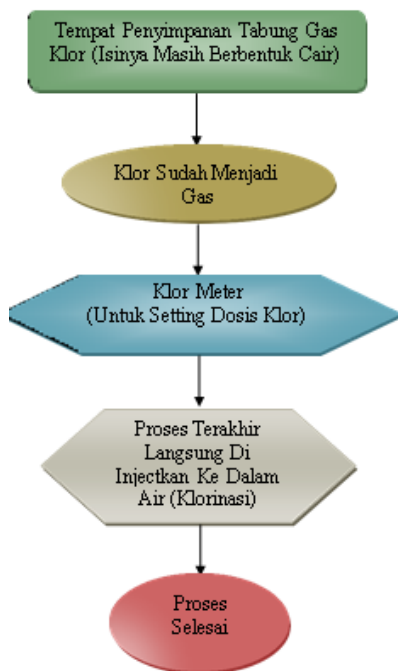 Tempat Penyimpanan Tabung Gas
Klor (Isinya Masih Berbentuk Cair)
Klor Sudah Menjadi
Gas
Klor Meter
(Untuk Setting Dosis Klor)
Proses Terakhir
Langsung Di
Injectkan Ke Dalam
Air (Klorinasi)
Proses
Selesai